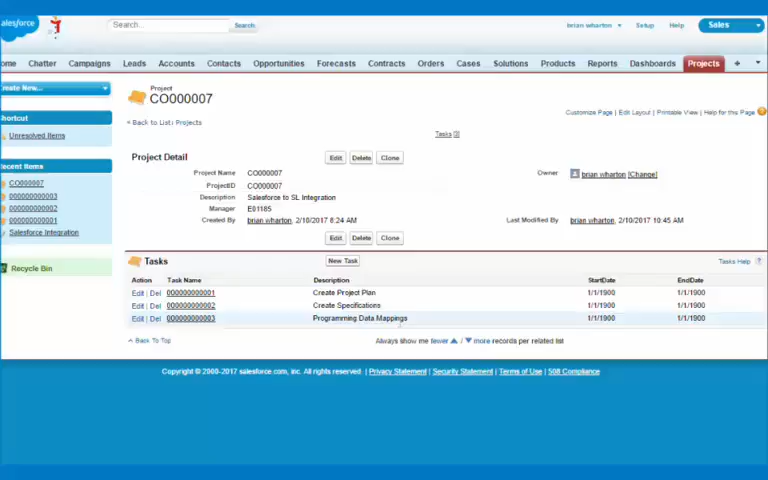 salesforce
Search...
Search
brian wharton
Setup
Help
Sales
ome
Chatter
Campaigns
Leads
Accounts
Contacts
Opportunities
Forecasts
Contracts
Orders
Cases
Solutions
Products
Reports
Dashboards
Projects
+
reate New...
hortcut
Unresolved Items
ecent Items
CO000007
000000000003
000000000002
000000000001
Salesforce Integration
Recycle Bin
Project
CO000007
Customize Page | Edit Layout | Printable View | Help for this Page
« Back to List: Projects
Tasks [3]
Project Detail
Edit Delete Clone
Project Name CO000007
Owner brian wharton [Change]
ProjectID CO000007
Description Salesforce to SL Integration
Manager E01185
Created By brian wharton, 2/10/2017 8:24 AM
Last Modified By brian wharton, 2/10/2017 10:45 AM
Edit Delete Clone
Tasks
New Task
Tasks Help ?
Action Task Name Description StartDate EndDate
Edit | Del 000000000001 Create Project Plan 1/1/1900 1/1/1900
Edit | Del 000000000002 Create Specifications 1/1/1900 1/1/1900
Edit | Del 000000000003 Programming Data Mappings 1/1/1900 1/1/1900
^ Back To Top
Always show me fewer / more records per related list
Copyright © 2000-2017 salesforce.com, inc. All rights reserved. | Privacy Statement | Security Statement | Terms of Use | 508 Compliance